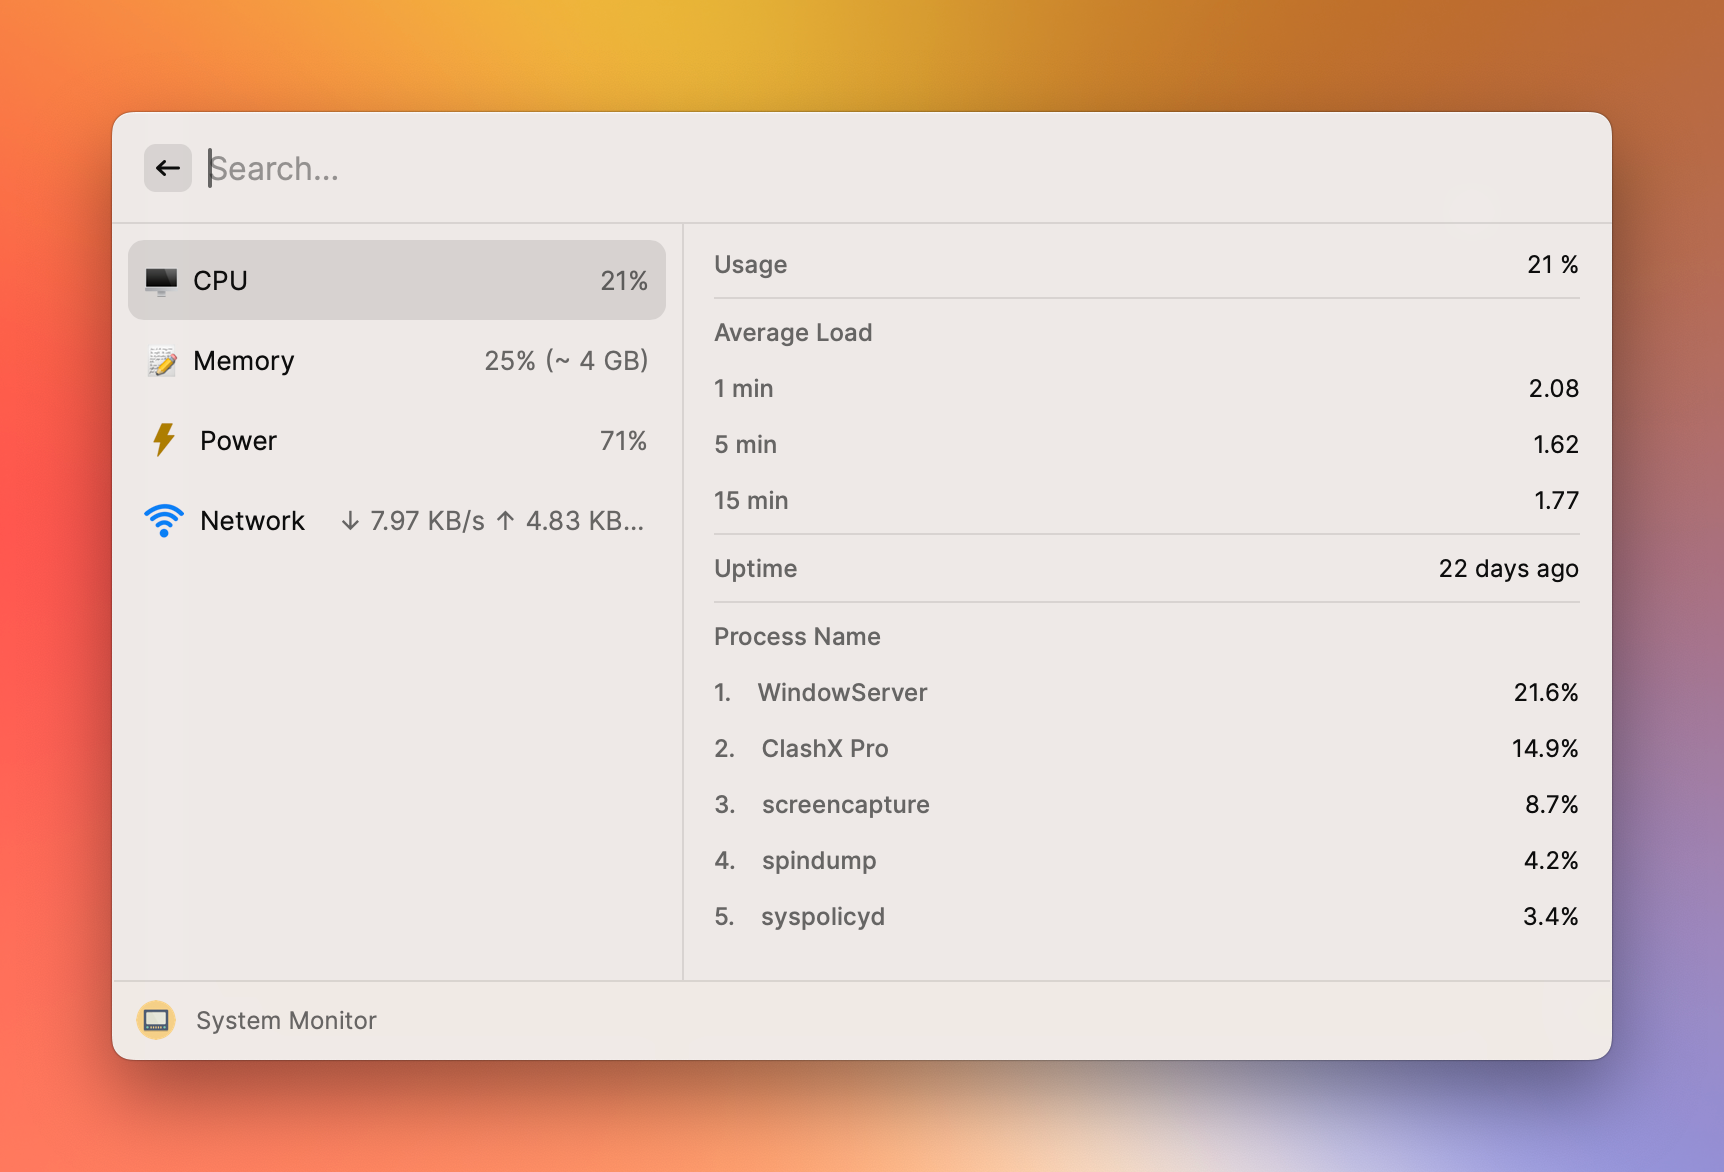 Search...
CPU 21%
Memory 25% (~ 4 GB)
Power 71%
Network ↓ 7.97 KB/s ↑ 4.83 KB...
Usage 21 %
Average Load
1 min 2.08
5 min 1.62
15 min 1.77
Uptime 22 days ago
Process Name
1. WindowServer 21.6%
2. ClashX Pro 14.9%
3. screencapture 8.7%
4. spindump 4.2%
5. syspolicyd 3.4%
System Monitor